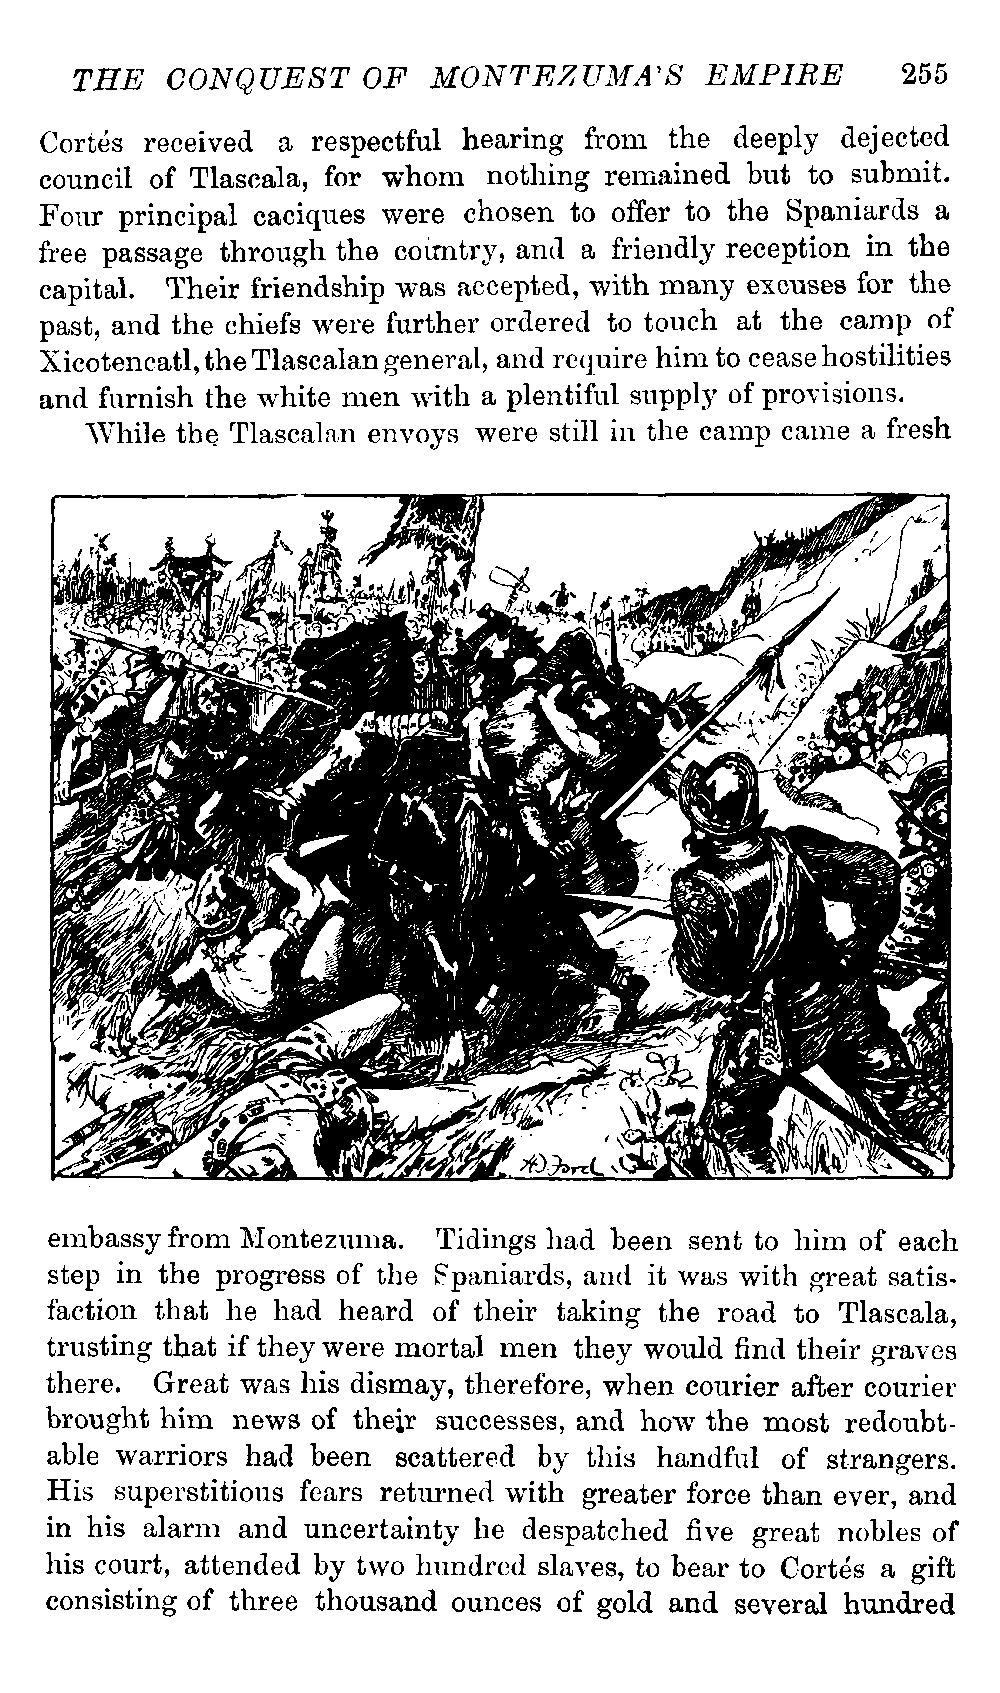 THE CONQUEST OF MONTEZUMA'S EMPIRE 255
Cortés received a respectful hearing from the deeply dejected
council of Tlascala, for whom nothing remained but to submit.
Four principal caciques were chosen to offer to the Spaniards a
free passage through the country, and a friendly reception in the
capital. Their friendship was accepted, with many excuses for the
past, and the chiefs were further ordered to touch at the camp of
Xicotencatl, the Tlascalan general, and require him to cease hostilities
and furnish the white men with a plentiful supply of provisions.
While the Tlascalan envoys were still in the camp came a fresh
HJFord
embassy from Montezuma. Tidings had been sent to him of each
step in the progress of the Spaniards, and it was with great satis-
faction that he had heard of their taking the road to Tlascala,
trusting that if they were mortal men they would find their graves
there. Great was his dismay, therefore, when courier after courier
brought him news of their successes, and how the most redoubt-
able warriors had been scattered by this handful of strangers.
His superstitious fears returned with greater force than ever, and
in his alarm and uncertainty he despatched five great nobles of
his court, attended by two hundred slaves, to bear to Cortés a gift
consisting of three thousand ounces of gold and several hundred